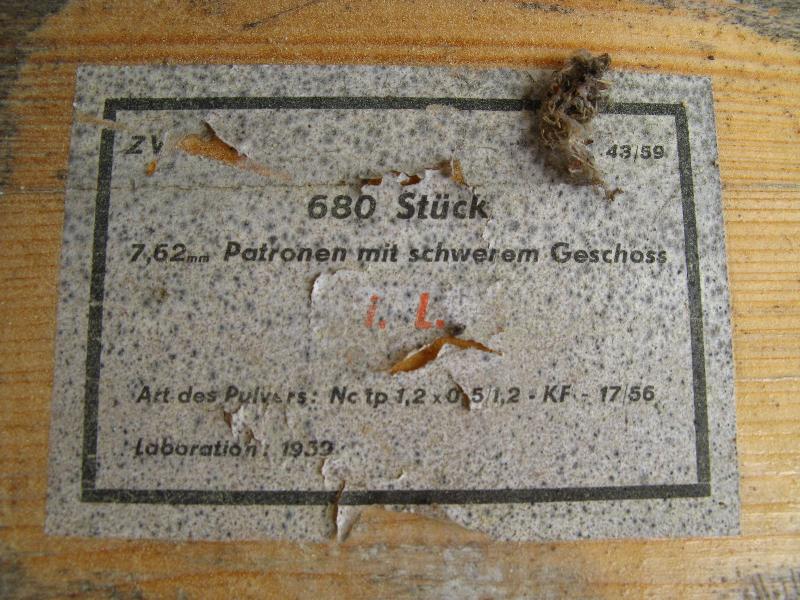 ZV 43/59
680 Stück
7,62mm Patronen mit schwerem Geschoss
L.
Art des Pulvers: Nc tp 1,2 x 0,5/1,2 - KF - 17/56
Laboration: 1959